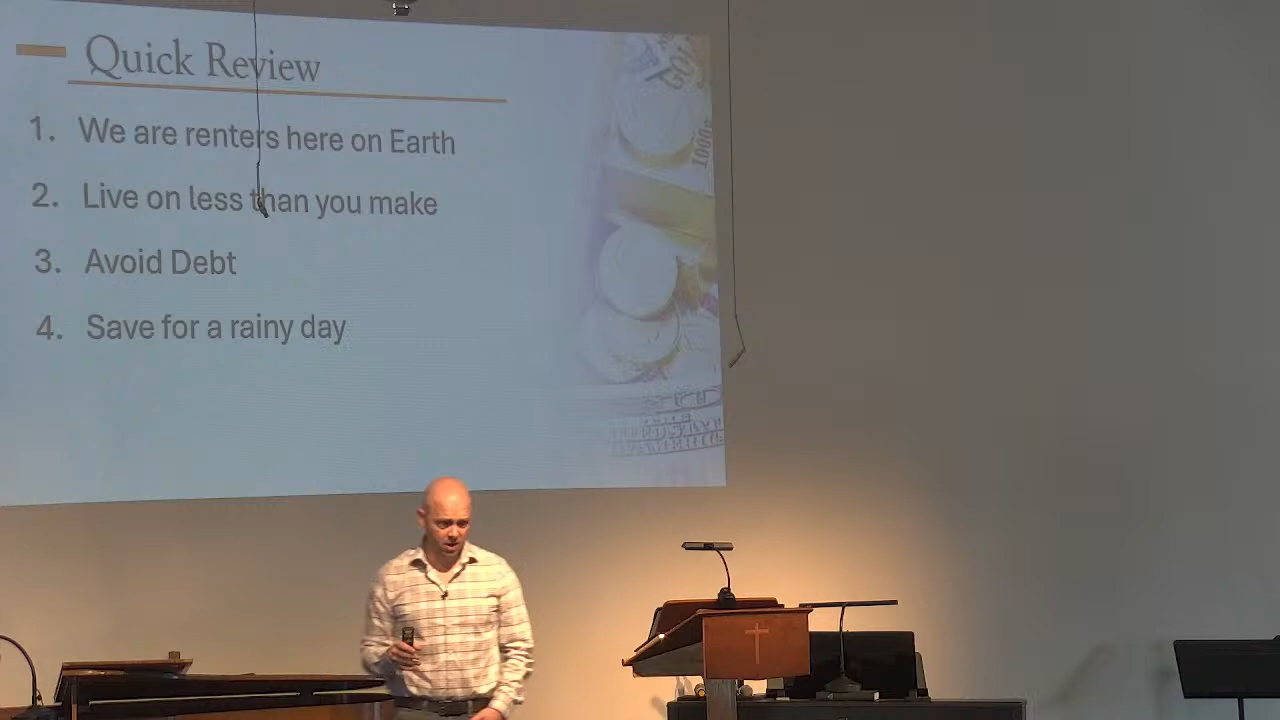 Quick Review
1. We are renters here on Earth
2. Live on less than you make
3. Avoid Debt
4. Save for a rainy day
1000g